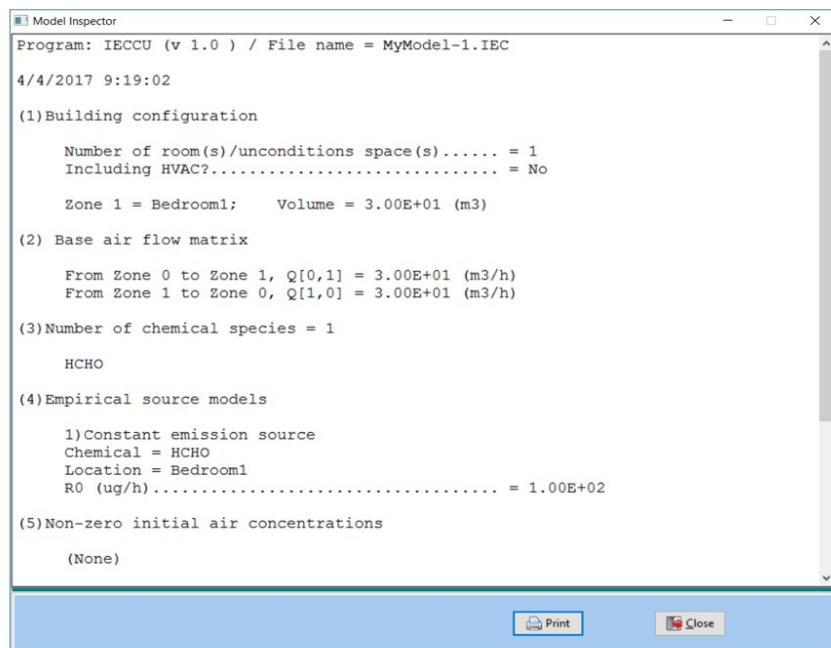 Model Inspector
Program: IECCU (v 1.0 ) / File name = MyModel-1.IEC
4/4/2017 9:19:02
(1)Building configuration
Number of room(s)/unconditions space(s)...... = 1
Including HVAC?.............................. = No
Zone 1 = Bedroom1;    Volume = 3.00E+01 (m3)
(2) Base air flow matrix
From Zone 0 to Zone 1, Q[0,1] = 3.00E+01 (m3/h)
From Zone 1 to Zone 0, Q[1,0] = 3.00E+01 (m3/h)
(3)Number of chemical species = 1
HCHO
(4)Empirical source models
1)Constant emission source
Chemical = HCHO
Location = Bedroom1
R0 (ug/h)................................... = 1.00E+02
(5)Non-zero initial air concentrations
(None)
Print Close